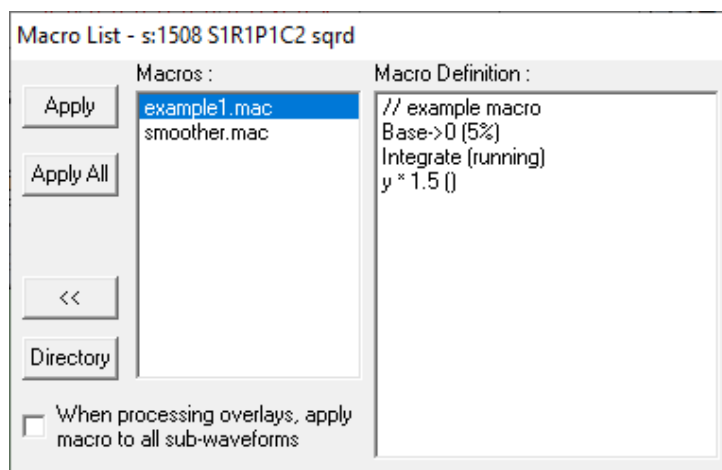 Macro List - s:1508 S1R1P1C2 sqrd
Macros :
Macro Definition :
Apply
Apply All
<<
Directory
example1.mac
smoother.mac
// example macro
Base->0 (5%)
Integrate (running)
y * 1.5 ()
When processing overlays, apply
macro to all sub-waveforms